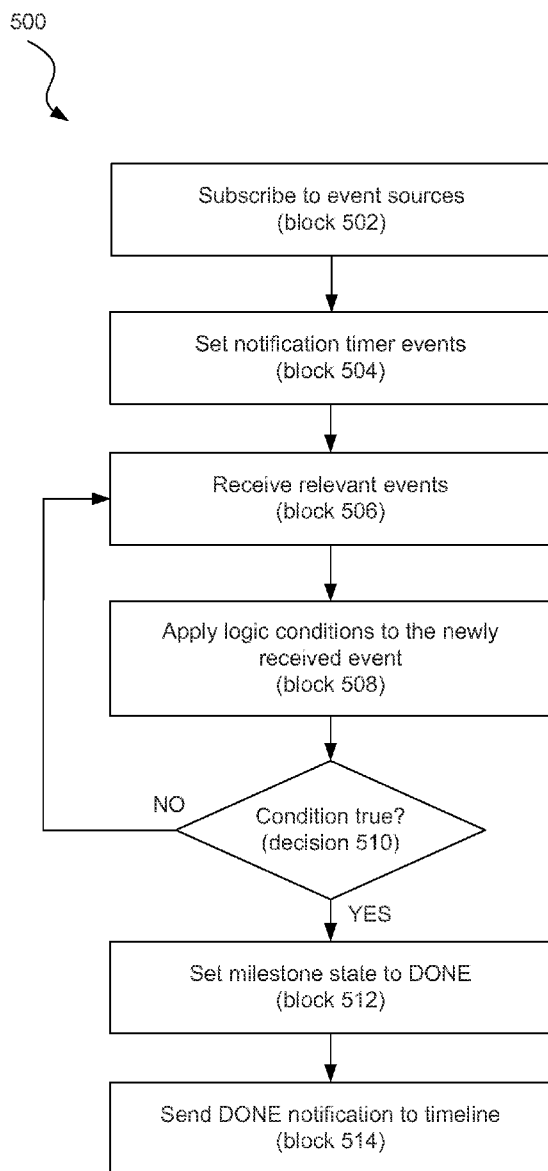 500
Subscribe to event sources
(block 502)
Set notification timer events
(block 504)
Receive relevant events
(block 506)
Apply logic conditions to the newly
received event
(block 508)
NO
Condition true?
(decision 510)
YES
Set milestone state to DONE
(block 512)
Send DONE notification to timeline
(block 514)